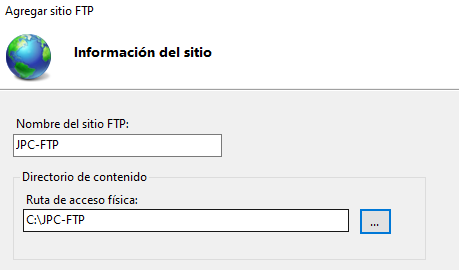 Agregar sitio FTP
Información del sitio
Nombre del sitio FTP:
JPC-FTP
Directorio de contenido
Ruta de acceso física:
C:\JPC-FTP
...